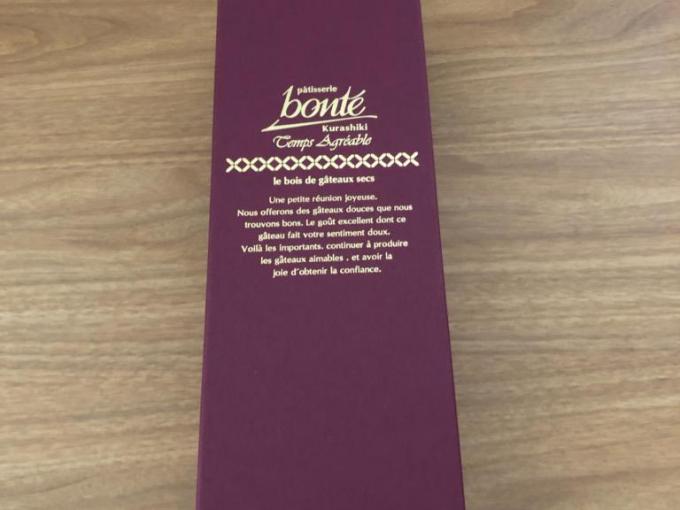 pâtisserie
bonté
Kurashiki
Temps Agréable
le bois de gâteaux secs
Une petite réunion joyeuse.
Nous offerons des gâteaux douces que nous
trouvons bons. Le goût excellent dont ce
gâteau fait votre sentiment doux.
Voilà les importants. continuer à produire
les gâteaux aimables , et avoir la
joie d'obtenir la confiance.